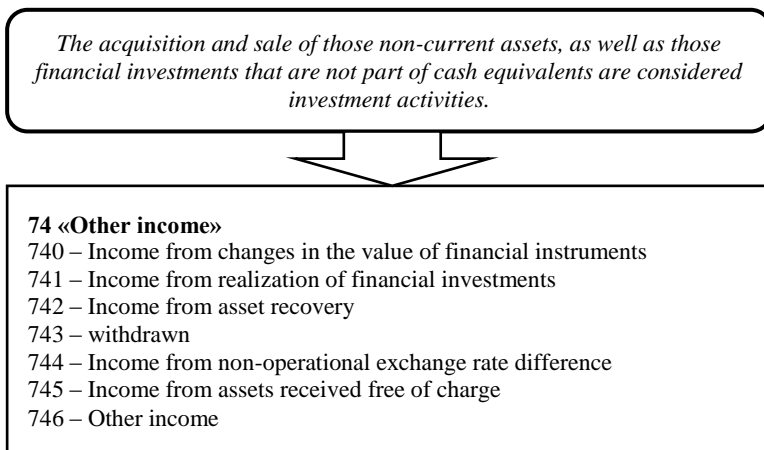 The acquisition and sale of those non-current assets, as well as those
financial investments that are not part of cash equivalents are considered
investment activities.
74 «Other income»
740 – Income from changes in the value of financial instruments
741 – Income from realization of financial investments
742 – Income from asset recovery
743 – withdrawn
744 – Income from non-operational exchange rate difference
745 – Income from assets received free of charge
746 – Other income